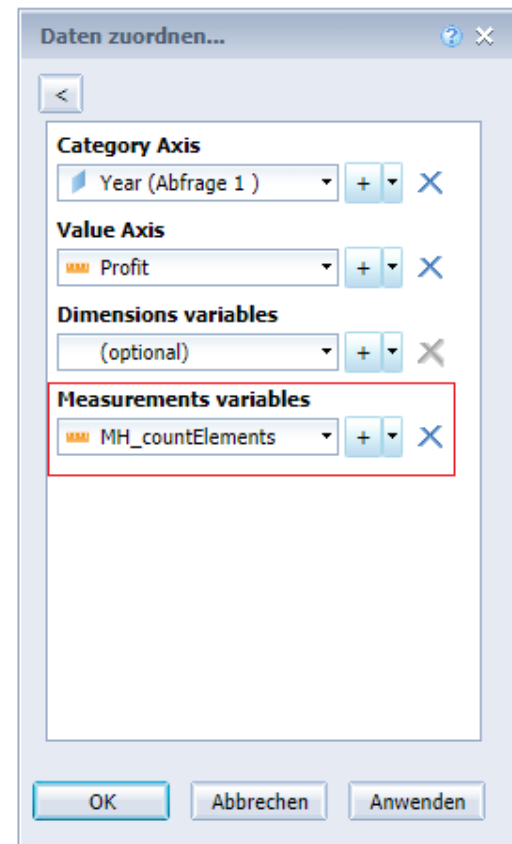 Daten zuordnen...
<
Category Axis
Year (Abfrage 1 )
+
Value Axis
Profit
+
Dimensions variables
(optional)
+
Measurements variables
MH_countElements
+
OK Abbrechen Anwenden